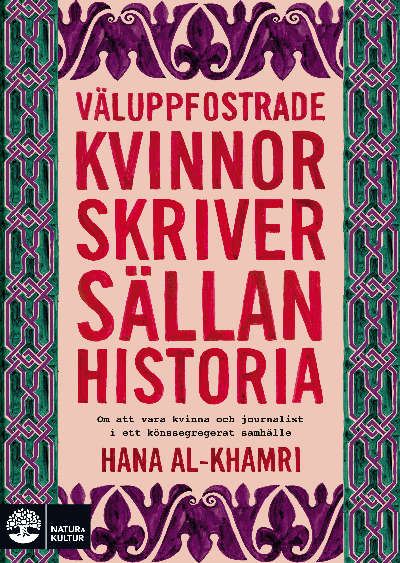 VÄLUPPFOSTRADE
KVINNOR
SKRIVER
SÄLLAN
HISTORIA
Om att vara kvinna och journalist
i ett könssegregerat samhälle
HANA AL-KHAMRI
NATUR &
KULTUR